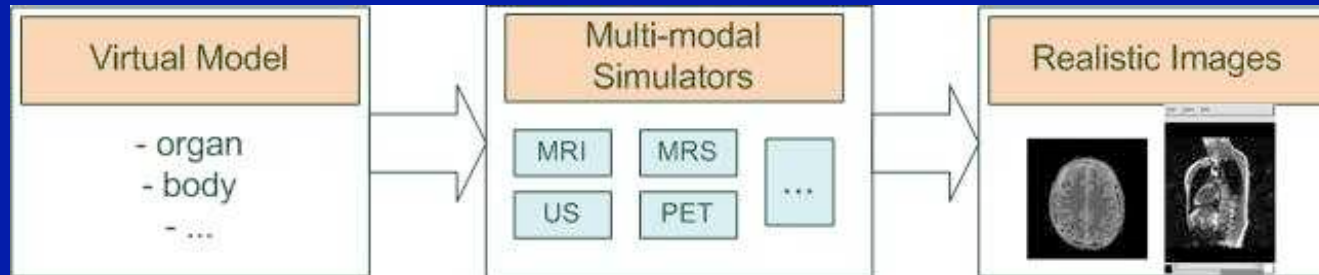 Virtual Model
- organ
- body
- ...
Multi-modal
Simulators
MRI
MRS
...
US
PET
Realistic Images